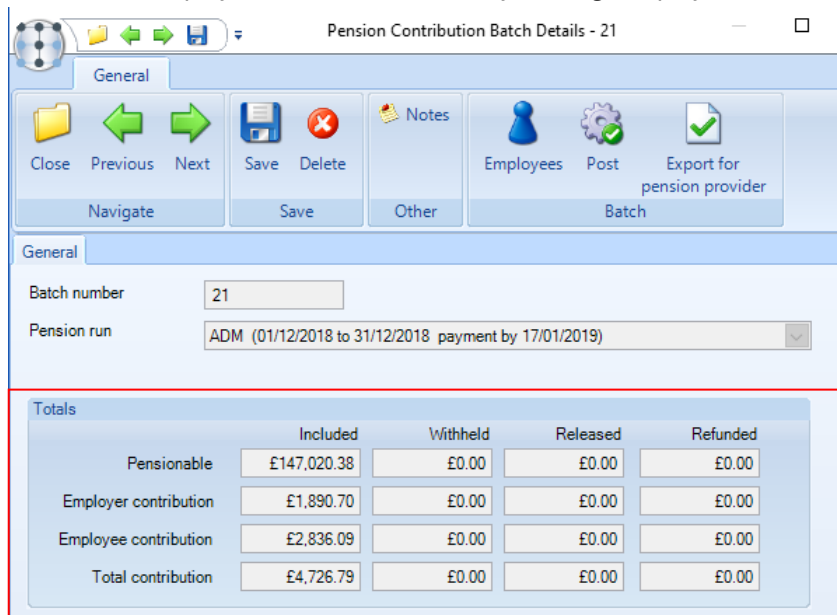 Pension Contribution Batch Details - 21
General
Close Previous Next Save Delete Notes Employees Post Export for
pension provider
Navigate Save Other Batch
General
Batch number 21
Pension run ADM (01/12/2018 to 31/12/2018 payment by 17/01/2019)
Totals
Included Withheld Released Refunded
Pensionable £147,020.38 £0.00 £0.00 £0.00
Employer contribution £1,890.70 £0.00 £0.00 £0.00
Employee contribution £2,836.09 £0.00 £0.00 £0.00
Total contribution £4,726.79 £0.00 £0.00 £0.00